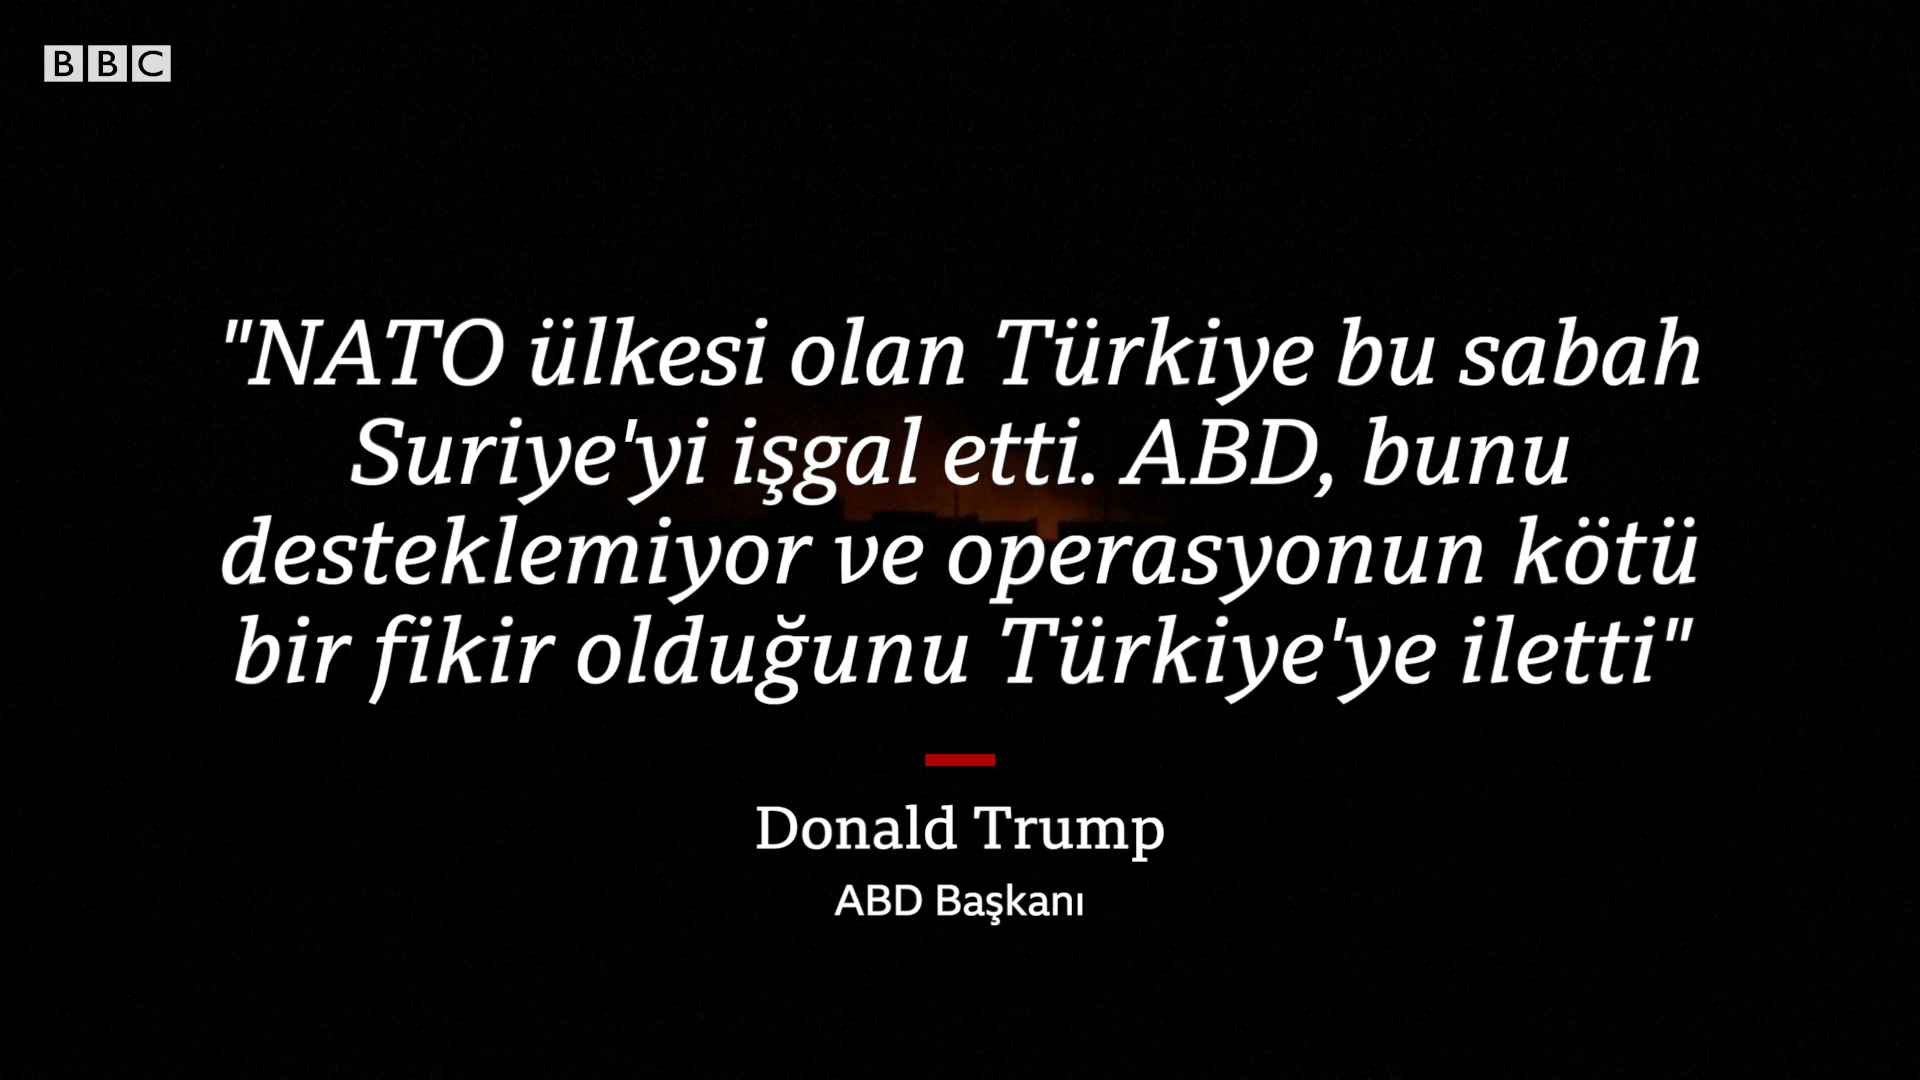 BBC
"NATO ülkesi olan Türkiye bu sabah
Suriye'yi işgal etti. ABD, bunu
desteklemiyor ve operasyonun kötü
bir fikir olduğunu Türkiye'ye iletti"
Donald Trump
ABD Başkanı